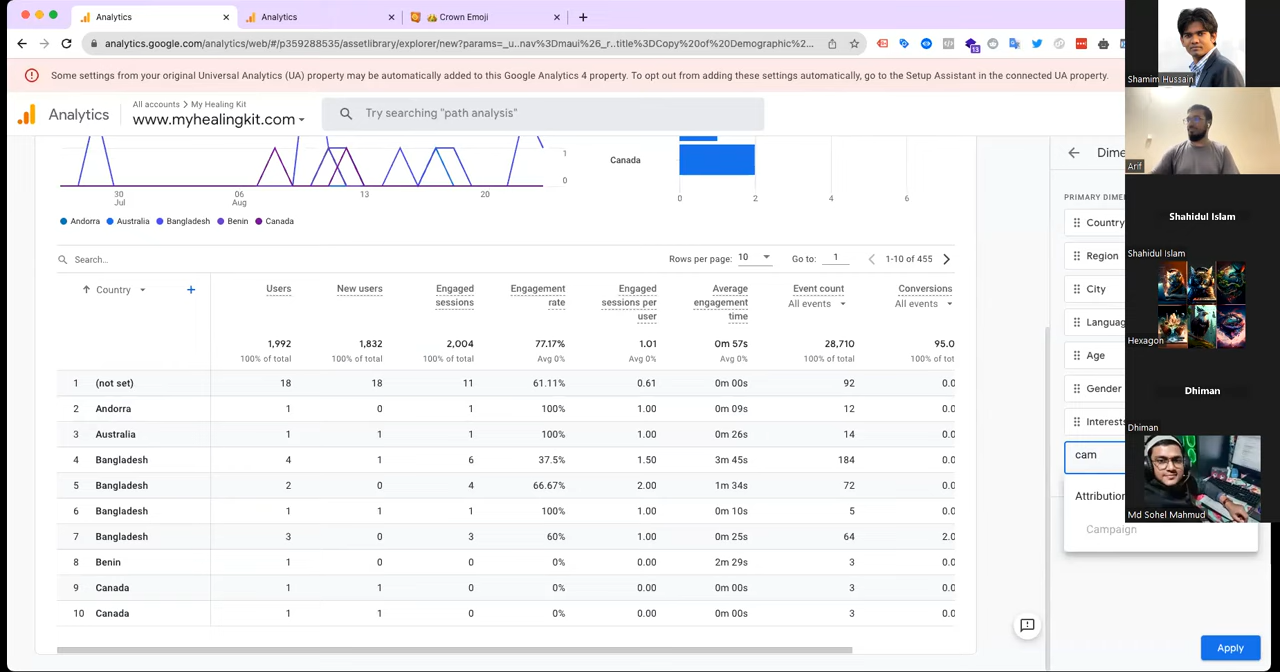 Analytics
Analytics
Crown Emoji
analytics.google.com/analytics/web/#/p359288535/assetlibrary/explorer/new?params=_u..nav%3Dmaui%26_r..title%3DCopy%20of%20Demographic%2...
13
Some settings from your original Universal Analytics (UA) property may be automatically added to this Google Analytics 4 property. To opt out from adding these settings automatically, go to the Setup Assistant in the connected UA property.
Analytics
All accounts > My Healing Kit
www.myhealingkit.com
Try searching "path analysis"
1
0
30
Jul
06
Aug
13
20
Andorra
Australia
Bangladesh
Benin
Canada
Canada
0
2
4
6
Search...
Rows per page:
10
Go to:
1
1-10 of 455
Country
Users
New users
Engaged sessions
Engagement rate
Engaged sessions per user
Average engagement time
Event count
All events
Conversions
All events
1,992 1,832 2,004 77.17% 1.01 0m 57s 28,710 95.0
100% of total 100% of total 100% of total Avg 0% Avg 0% Avg 0% 100% of total 100% of tot
1 (not set) 18 18 11 61.11% 0.61 0m 00s 92 0.0
2 Andorra 1 0 1 100% 1.00 0m 09s 12 0.0
3 Australia 1 1 1 100% 1.00 0m 26s 14 0.0
4 Bangladesh 4 1 6 37.5% 1.50 3m 45s 184 0.0
5 Bangladesh 2 0 4 66.67% 2.00 1m 34s 72 0.0
6 Bangladesh 1 1 1 100% 1.00 0m 10s 5 0.0
7 Bangladesh 3 0 3 60% 1.00 0m 25s 64 2.0
8 Benin 1 0 0 0% 0.00 2m 29s 3 0.0
9 Canada 1 1 0 0% 0.00 0m 00s 3 0.0
10 Canada 1 1 0 0% 0.00 0m 00s 3 0.0
Dime
PRIMARY DIME
Country
Region
City
Languag
Age
Gender
Interests
cam
Attribution
Campaign
Apply
Shamim Hussain
Arif
Shahidul Islam
Shahidul Islam
Hexagon
Dhiman
Dhiman
Md Sohel Mahmud